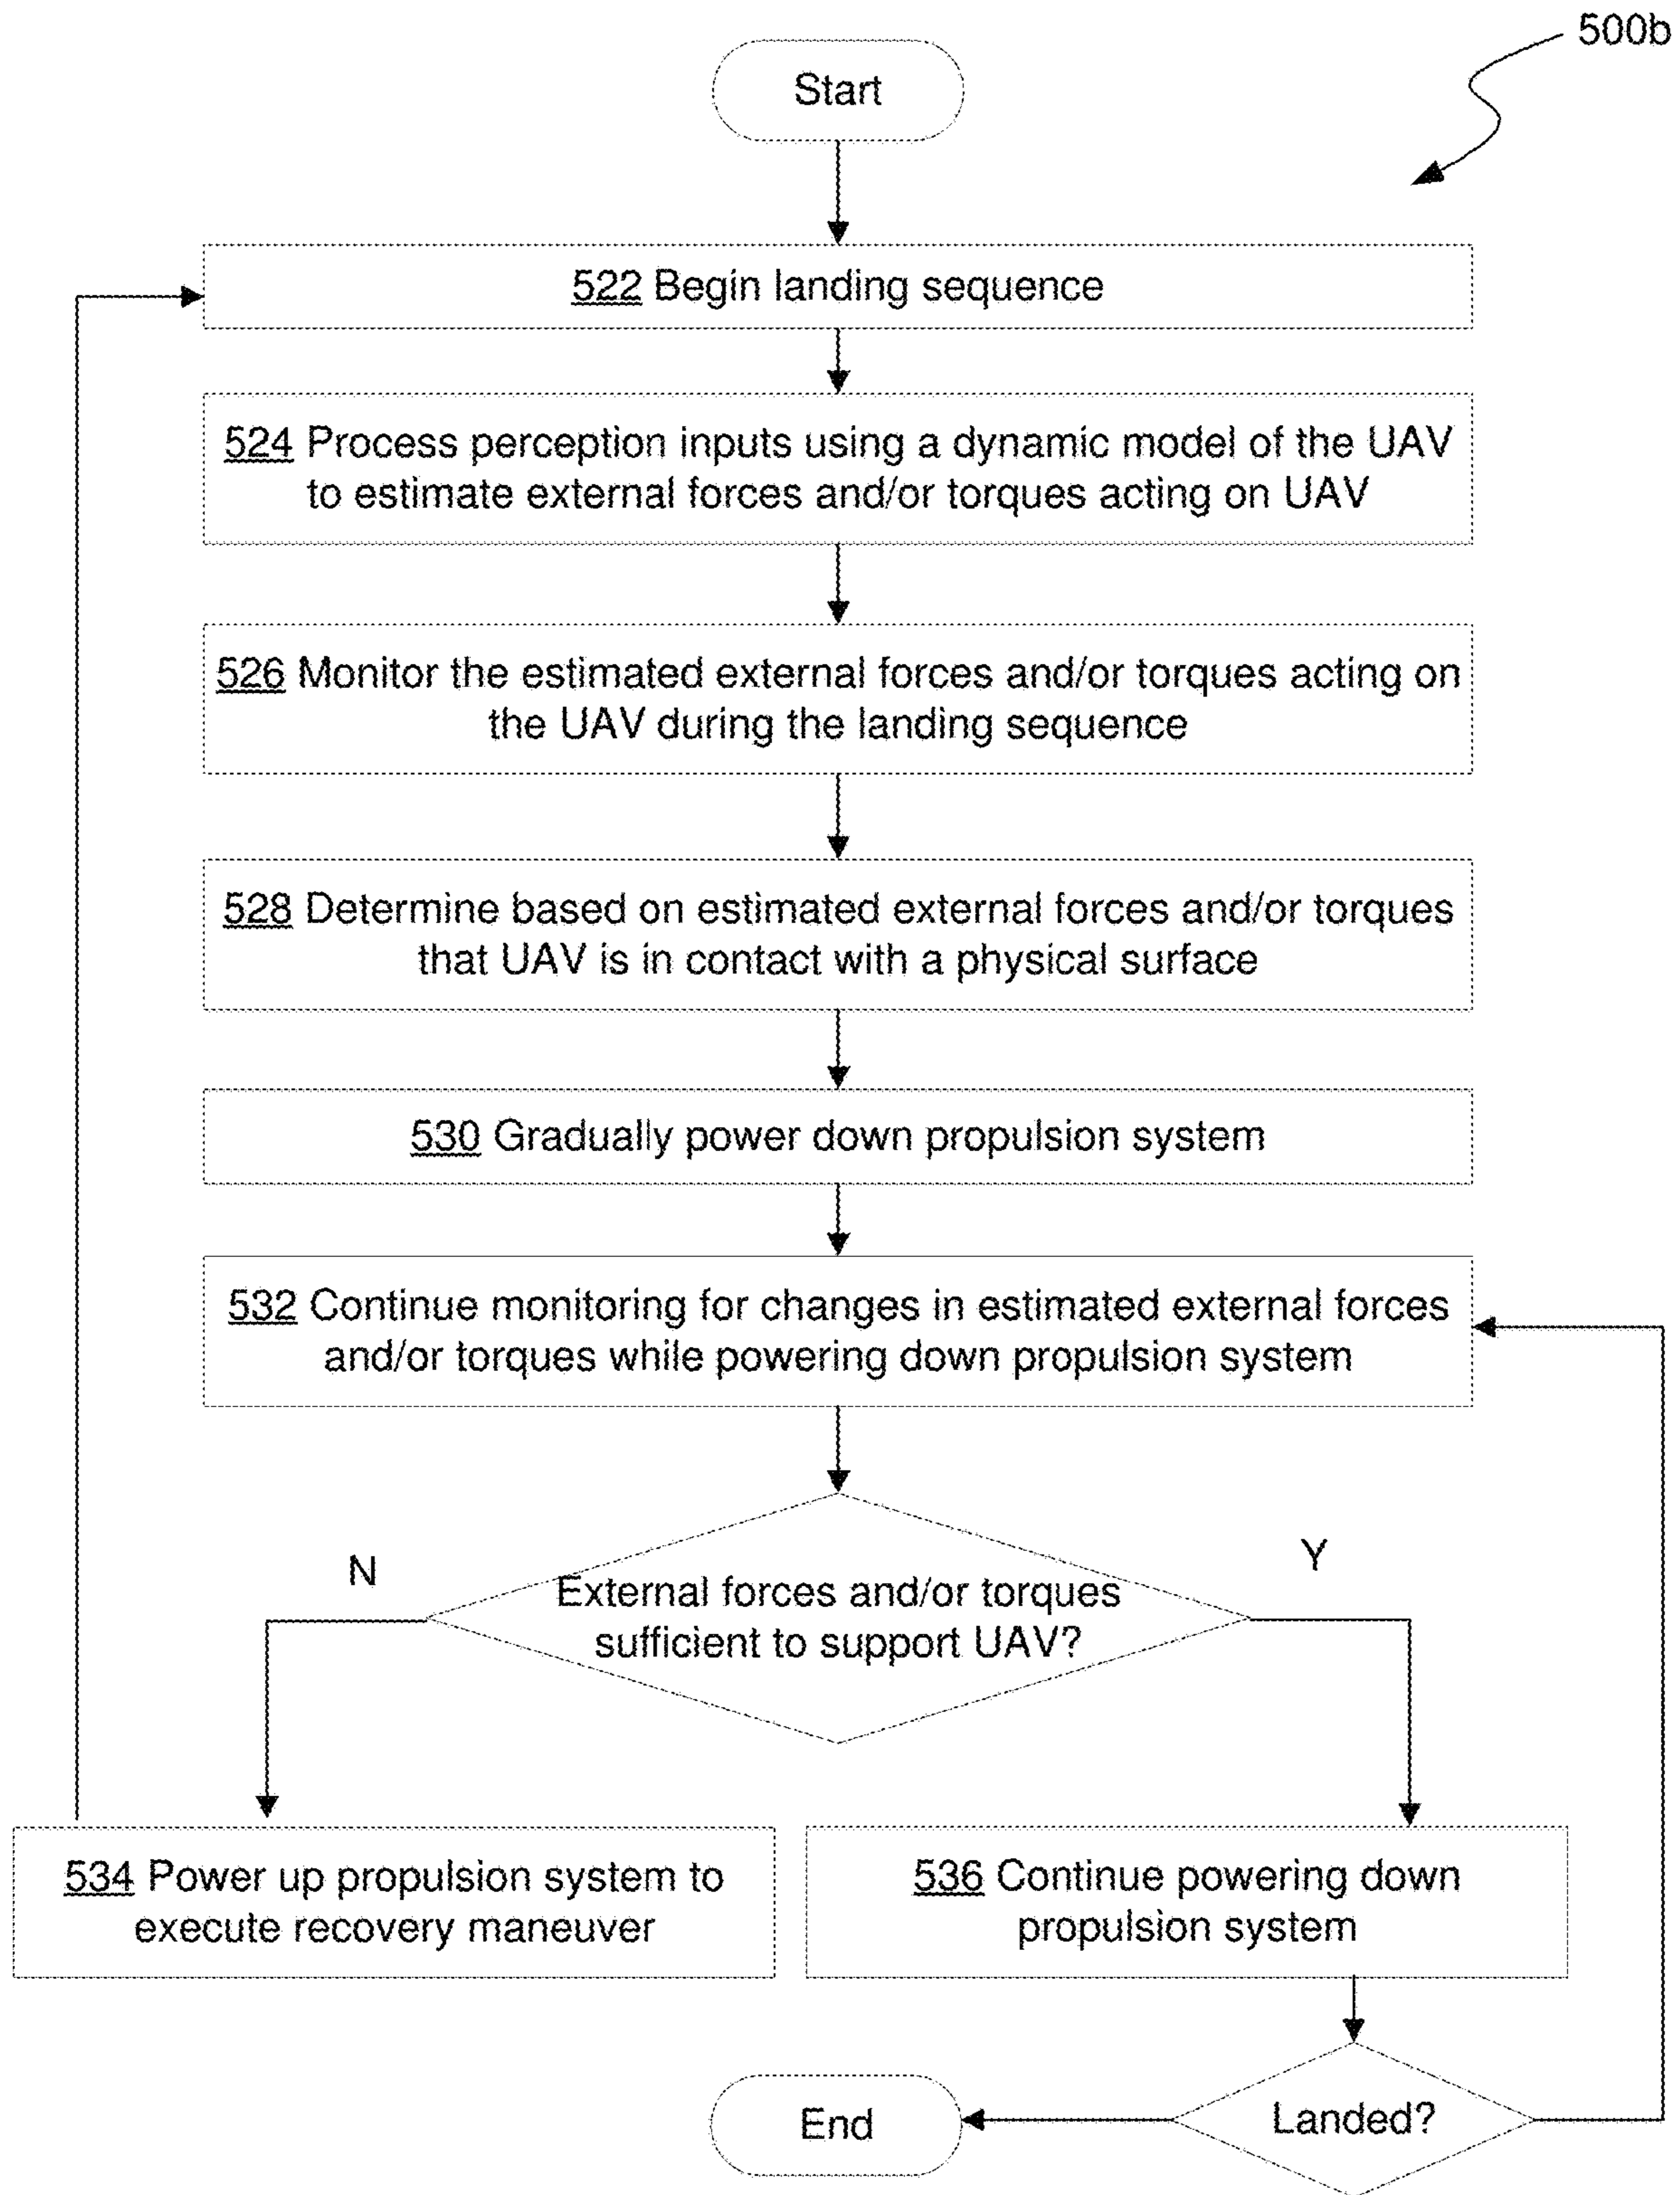 500b
Start
522 Begin landing sequence
524 Process perception inputs using a dynamic model of the UAV
to estimate external forces and/or torques acting on UAV
526 Monitor the estimated external forces and/or torques acting on
the UAV during the landing sequence
528 Determine based on estimated external forces and/or torques
that UAV is in contact with a physical surface
530 Gradually power down propulsion system
532 Continue monitoring for changes in estimated external forces
and/or torques while powering down propulsion system
N
Y
External forces and/or torques
sufficient to support UAV?
534 Power up propulsion system to
execute recovery maneuver
536 Continue powering down
propulsion system
End
Landed?